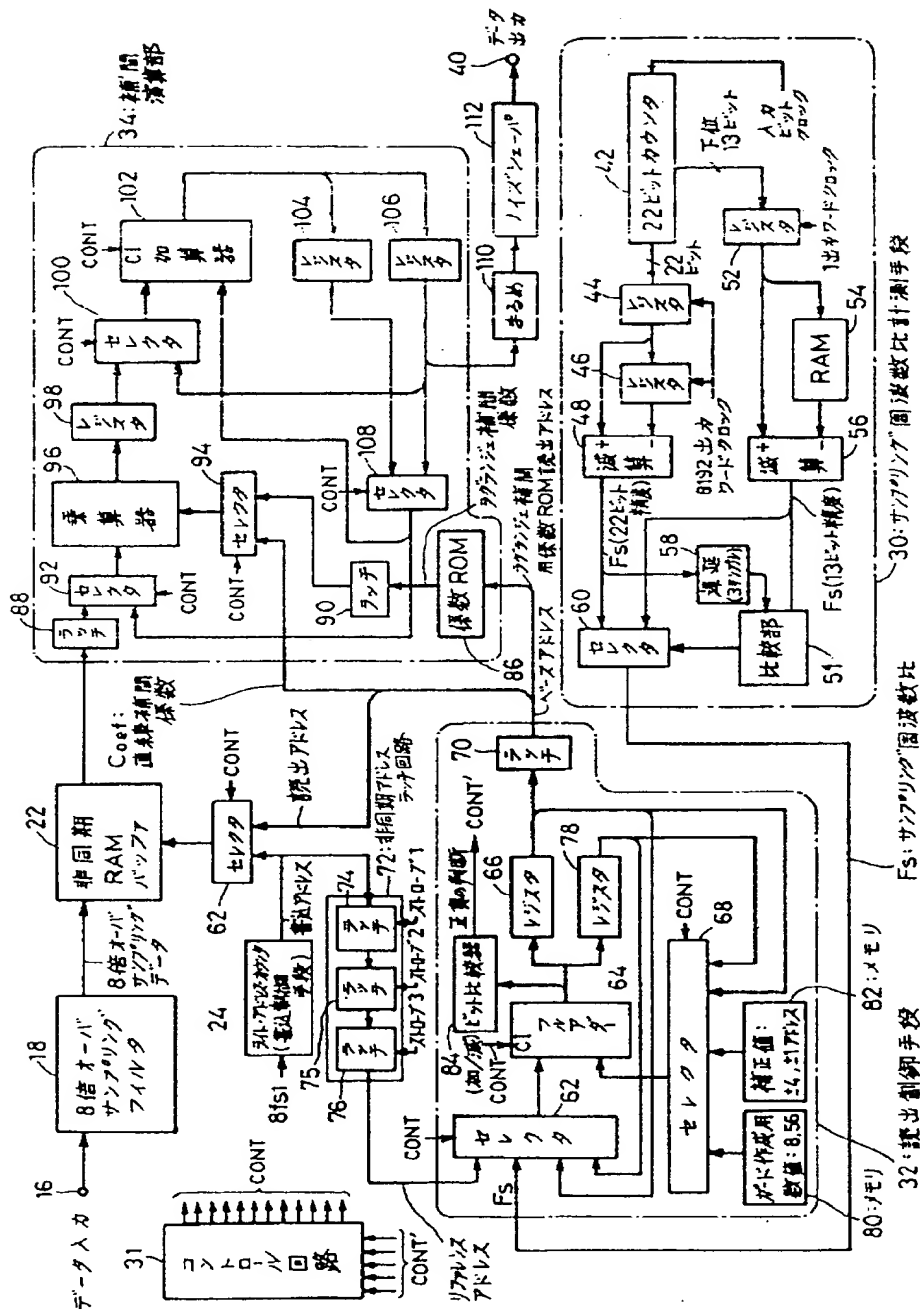 データ入力
16
18
8倍オーバ
サンプリング
フィルタ
8倍オーバ
サンプリング
データ
22
非同期
RAM
バッファ
31
コントロール
回路
CONT
CONT'
24
ライト・アドレス・カウンタ
(書込制御
手段)
8fs1
書込アドレス
62
セレクタ
CONT
読出アドレス
72:非同期アドレス
ラッチ回路
74
ラッチ
75
ラッチ
76
ラッチ
ストローブ1
ストローブ2
ストローブ3
リファレンス
アドレス
Coef:
直線補間
係数
34:補間
演算部
88
ラッチ
92
セレクタ
CONT
96
乗算器
94
セレクタ
CONT
98
レジスタ
100
セレクタ
CONT
102
CI
加算器
CONT
104
レジスタ
106
レジスタ
108
セレクタ
CONT
90
ラッチ
86
係数ROM
ラグランジェ補間
係数
ラグランジェ補間
用係数ROM読出アドレス
ベースアドレス
110
まるめ
112
ノイズシェーパ
40
データ
出力
84
ビット比較器
正負の判断
CONT'
(加/減)
CONT
CI
64
フルアダー
62
セレクタ
CONT
Fs
66
レジスタ
78
レジスタ
70
ラッチ
68
セレクタ
CONT
ガード作成用
数値:8,56
80:メモリ
補正値:
±4,±1アドレス
82:メモリ
32:読出制御手段
Fs:サンプリング周波数比
42
22ビットカウンタ
下位
13ビット
入力
ビット
クロック
22
ビット
44
レジスタ
46
レジスタ
8192出力
ワードクロック
48
減算
+
-
52
レジスタ
1出力ワードクロック
54
RAM
56
減算
+
-
Fs(22ビット
精度)
Fs(13ビット精度)
58
遅延
60
セレクタ
比較部
51
30:サンプリング周波数比計測手段